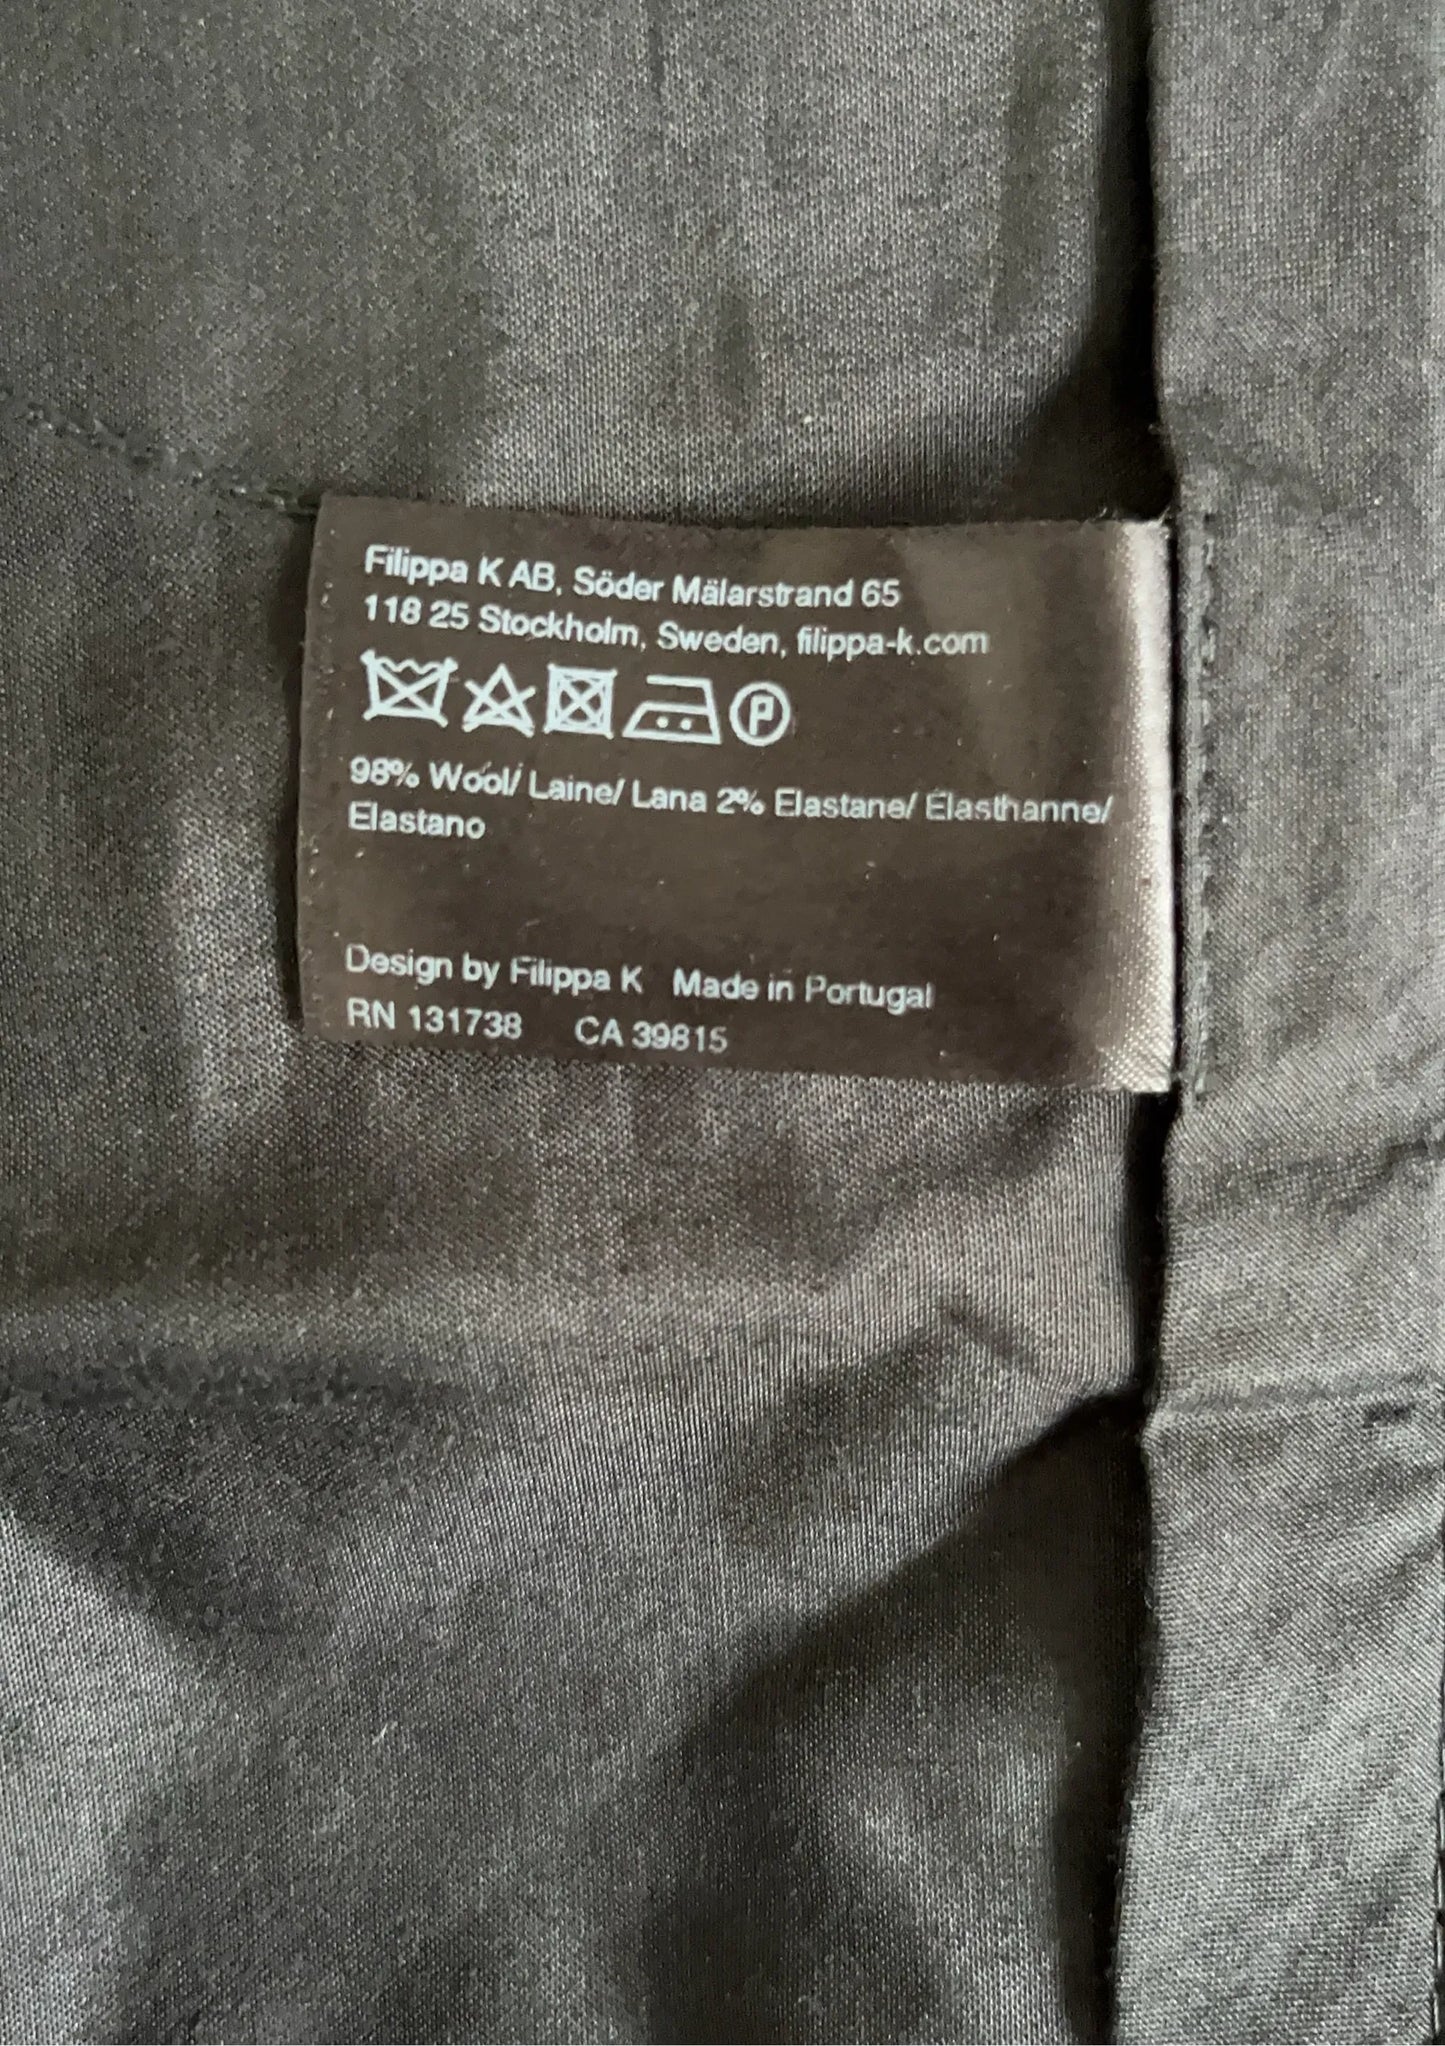 Filippa K AB, Söder Mälarstrand 65
118 25 Stockholm, Sweden, filippa-k.com
P
98% Wool/ Laine/ Lana 2% Elastane/ Élasthanne/
Elastano
Design by Filippa K Made in Portugal
RN 131738 CA 39815